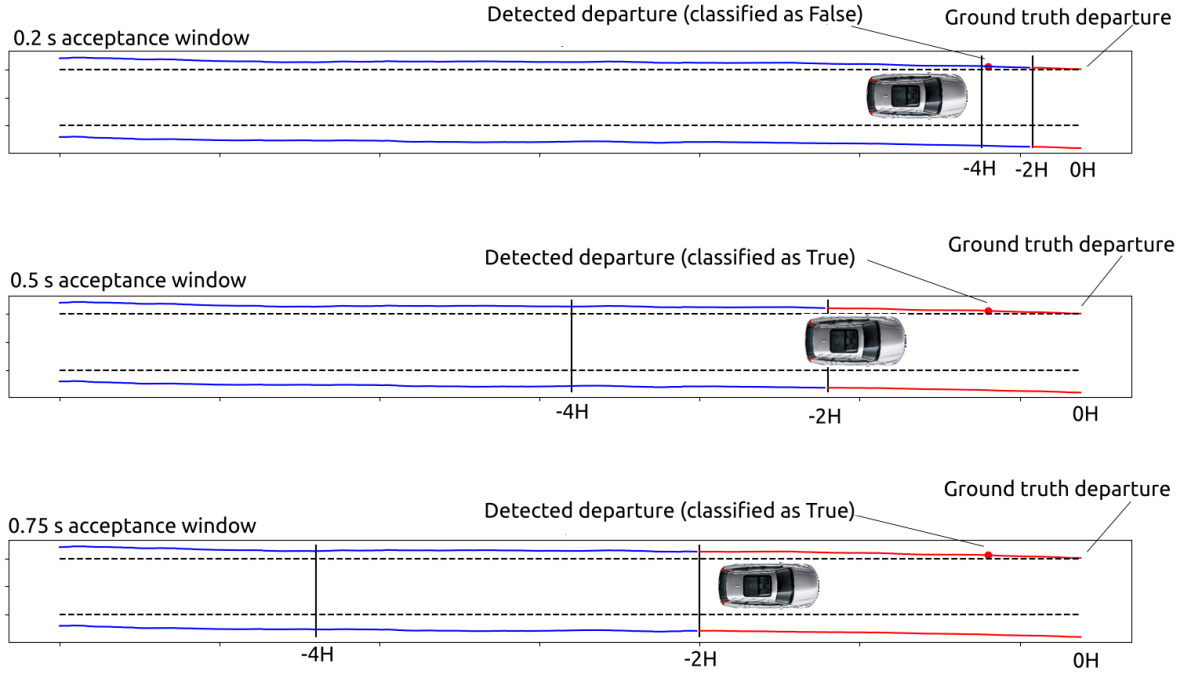 Detected departure (classified as False)
Ground truth departure
0.2 s acceptance window
-4H
-2H
0H
Ground truth departure
Detected departure (classified as True)
0.5 s acceptance window
-4H
-2H
0H
Ground truth departure
Detected departure (classified as True)
0.75 s acceptance window
-4H
-2H
0H